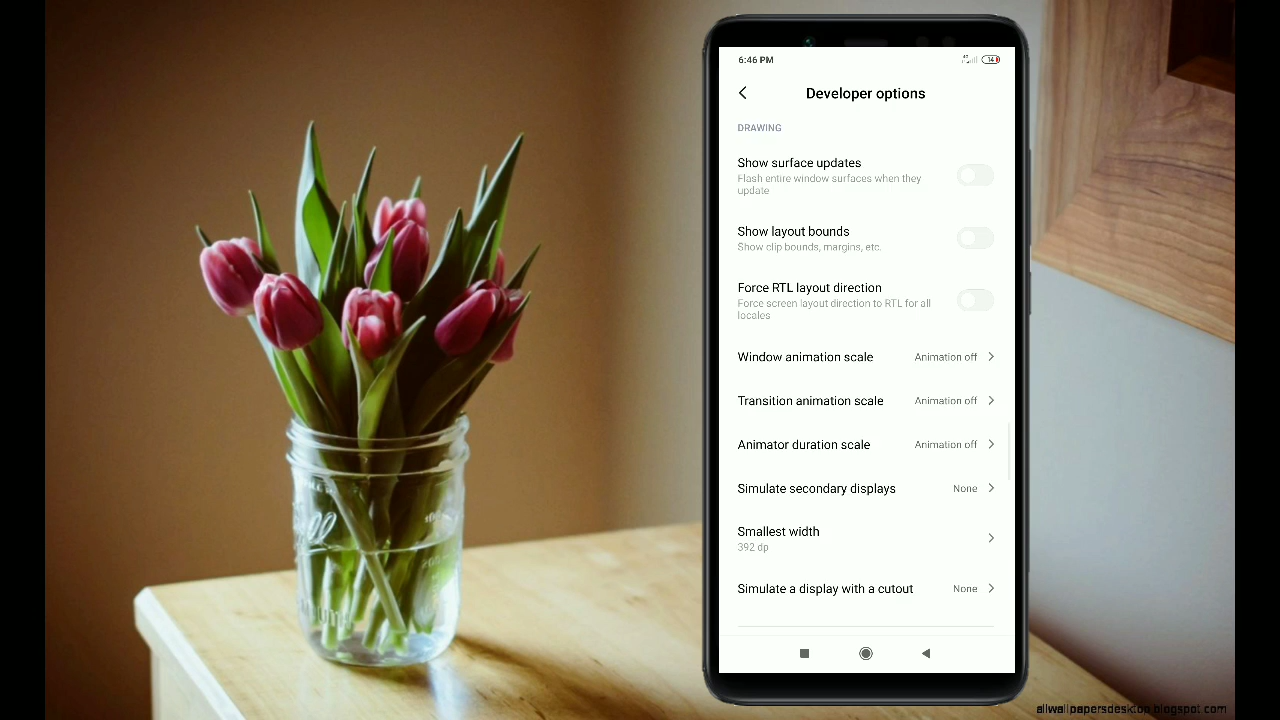 6:46 PM
4G
14
Developer options
DRAWING
Show surface updates
Flash entire window surfaces when they
update
Show layout bounds
Show clip bounds, margins, etc.
Force RTL layout direction
Force screen layout direction to RTL for all
locales
Window animation scale Animation off
Transition animation scale Animation off
Animator duration scale Animation off
Simulate secondary displays None
Smallest width
392 dp
Simulate a display with a cutout None
allwallpapersdesktop.blogspot.com